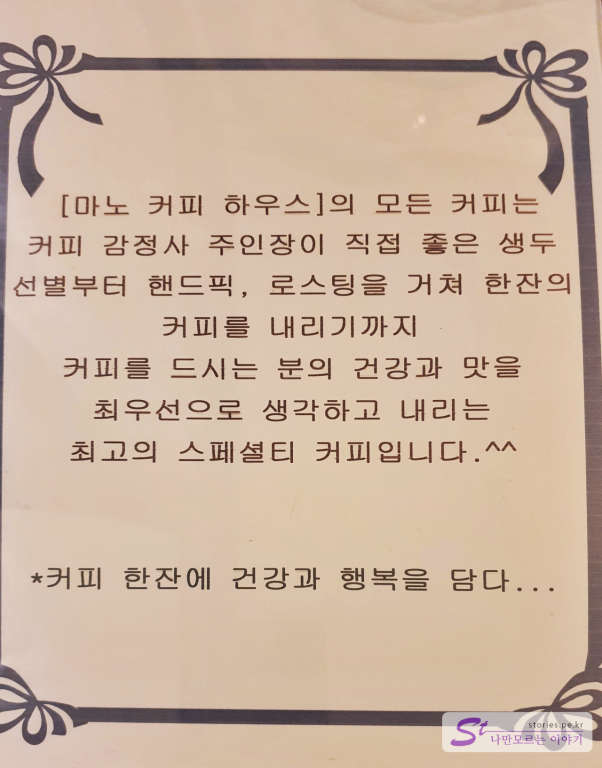 [마노 커피 하우스]의 모든 커피는
커피 감정사 주인장이 직접 좋은 생두
선별부터 핸드픽, 로스팅을 거쳐 한잔의
커피를 내리기까지
커피를 드시는 분의 건강과 맛을
최우선으로 생각하고 내리는
최고의 스페셜티 커피입니다.^^
*커피 한잔에 건강과 행복을 담다...
St
stories.pe.kr
나만모르는 이야기